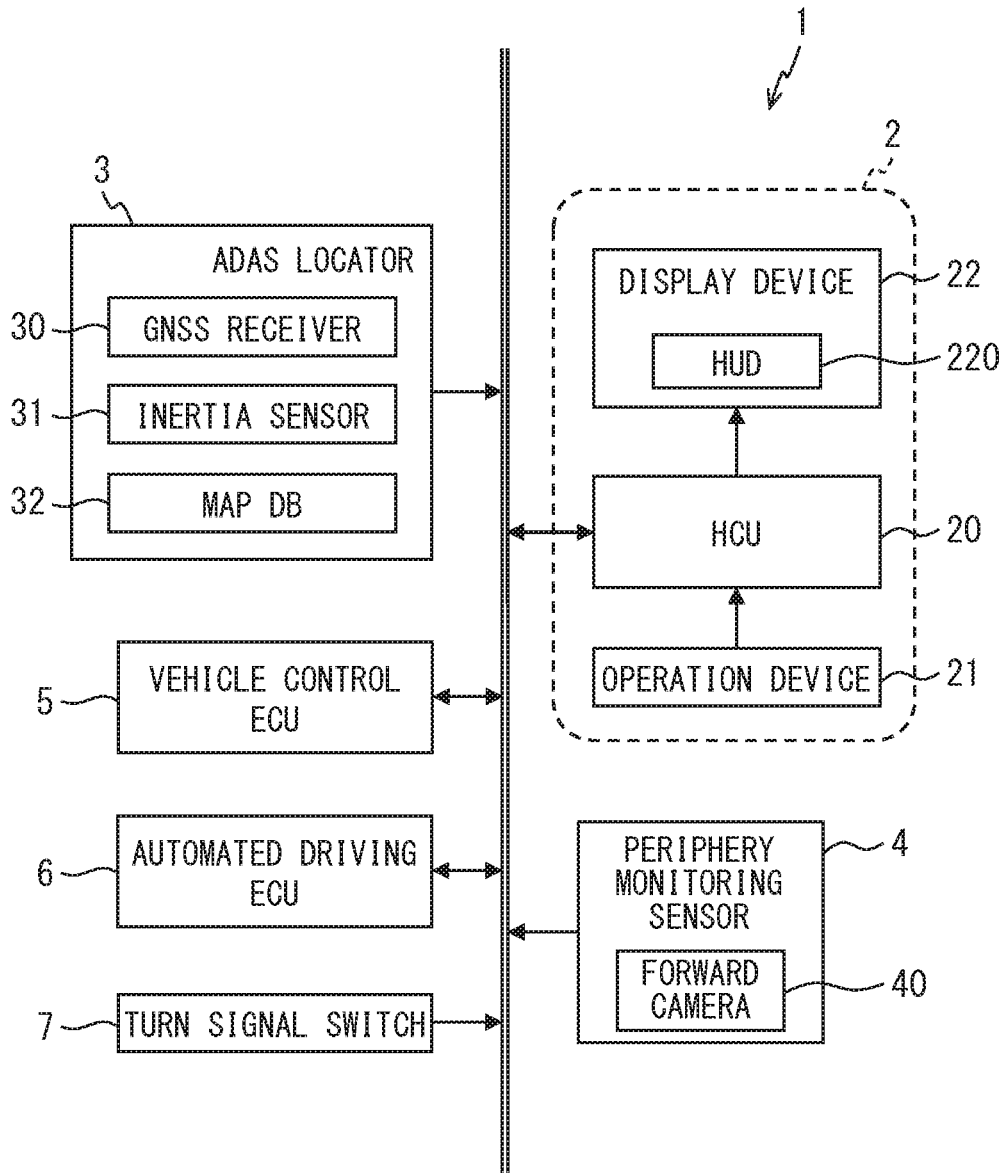 1
2
3
ADAS LOCATOR
30
GNSS RECEIVER
31
INERTIA SENSOR
32
MAP DB
DISPLAY DEVICE
22
HUD
220
HCU
20
OPERATION DEVICE
21
5
VEHICLE CONTROL
ECU
6
AUTOMATED DRIVING
ECU
7
TURN SIGNAL SWITCH
PERIPHERY
MONITORING
SENSOR
4
FORWARD
CAMERA
40